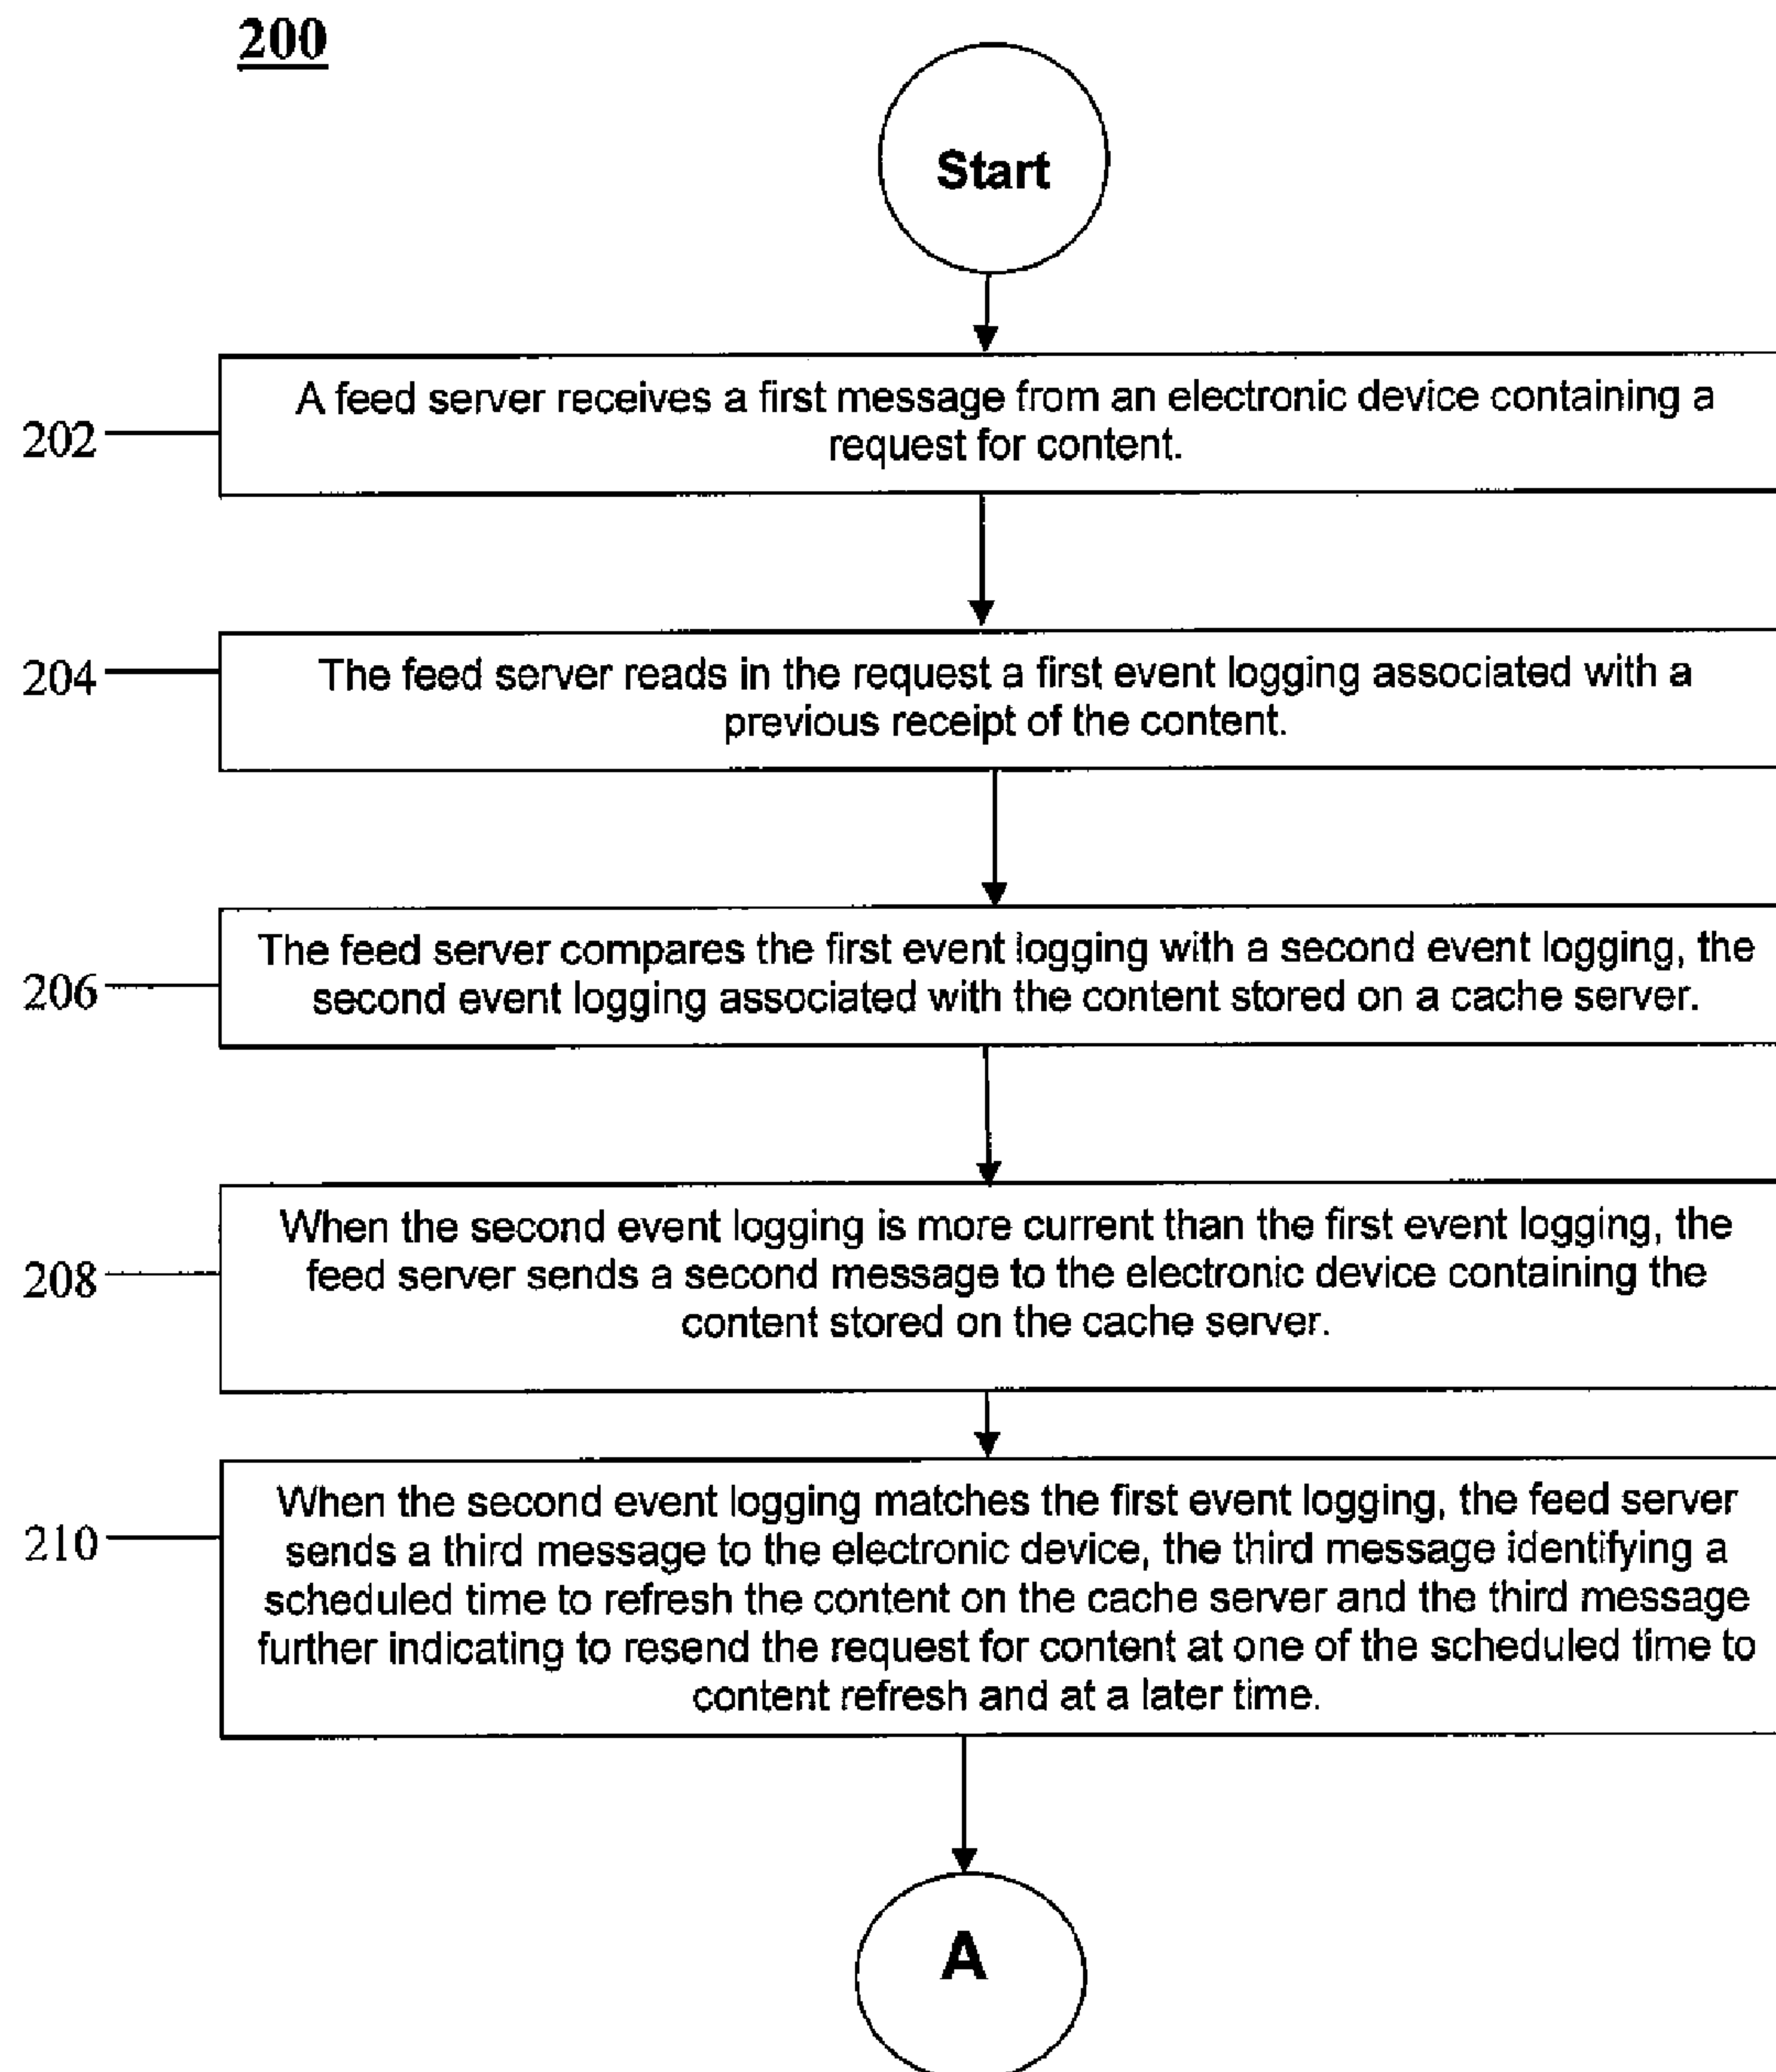 200
Start
202
A feed server receives a first message from an electronic device containing a
request for content.
204
The feed server reads in the request a first event logging associated with a
previous receipt of the content.
206
The feed server compares the first event logging with a second event logging, the
second event logging associated with the content stored on a cache server.
208
When the second event logging is more current than the first event logging, the
feed server sends a second message to the electronic device containing the
content stored on the cache server.
210
When the second event logging matches the first event logging, the feed server
sends a third message to the electronic device, the third message identifying a
scheduled time to refresh the content on the cache server and the third message
further indicating to resend the request for content at one of the scheduled time to
content refresh and at a later time.
A